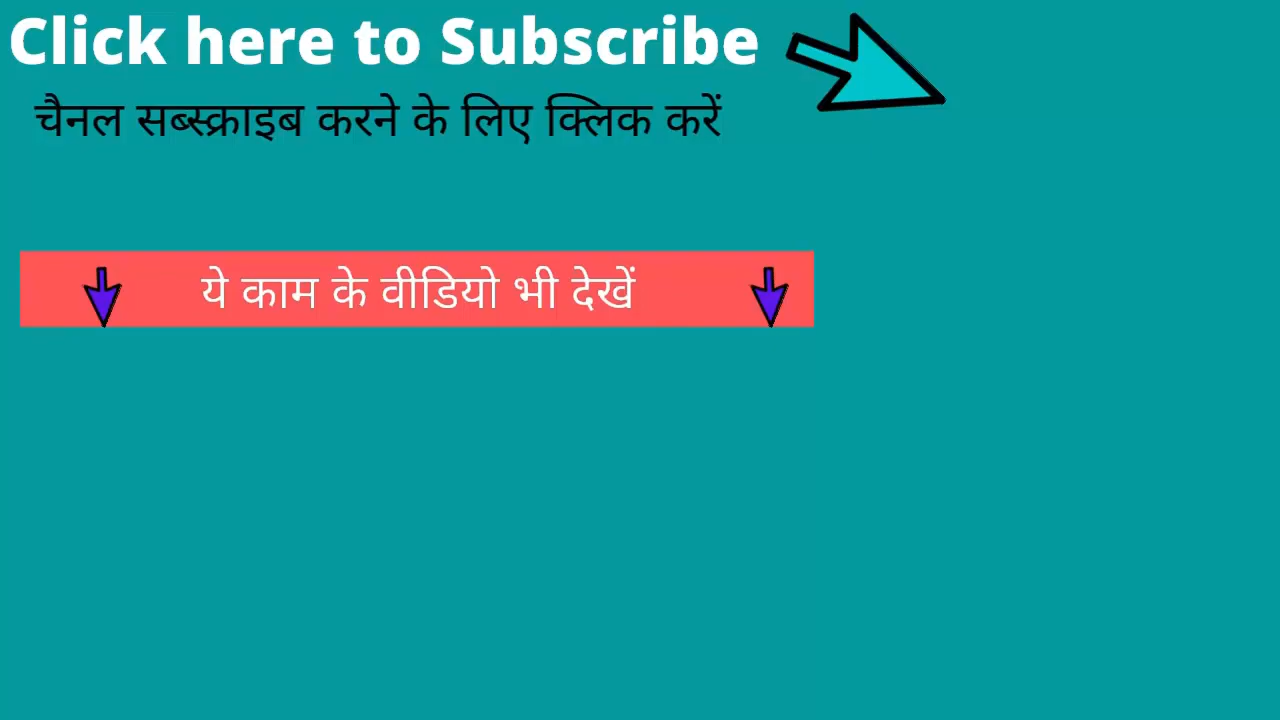 Click here to Subscribe
चैनल सब्स्क्राइब करने के लिए क्लिक करें
ये काम के वीडियो भी देखें